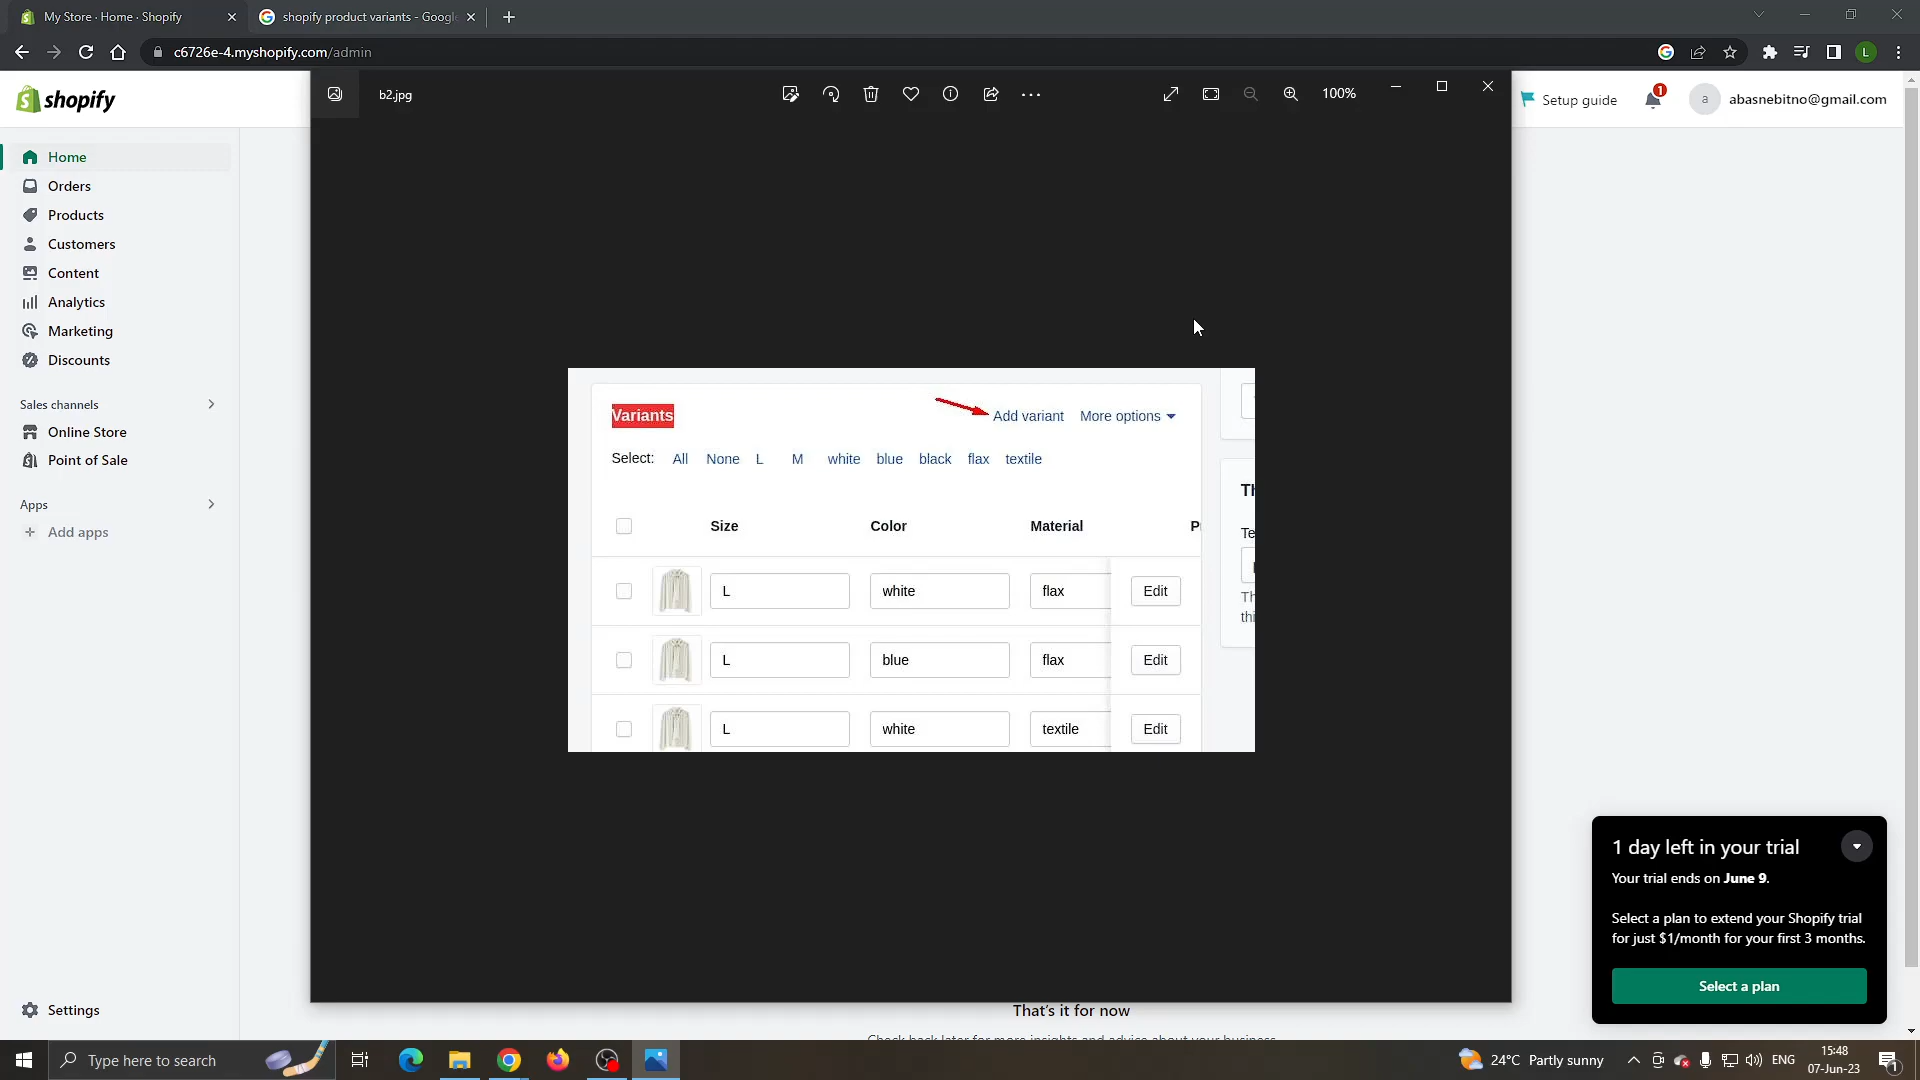 My Store · Home · Shopify
shopify product variants - Google
c6726e-4.myshopify.com/admin
L
shopify
b2.jpg
100%
Setup guide
1
a
abasnebitno@gmail.com
Home
Orders
Products
Customers
Content
Analytics
Marketing
Discounts
Sales channels
Online Store
Point of Sale
Apps
Add apps
Settings
Variants
Add variant
More options
Select: All None L M white blue black flax textile
Size Color Material
L white flax Edit
L blue flax Edit
L white textile Edit
1 day left in your trial
Your trial ends on June 9.
Select a plan to extend your Shopify trial
for just $1/month for your first 3 months.
Select a plan
That's it for now
Type here to search
24°C Partly sunny
ENG
15:48
07-Jun-23
1